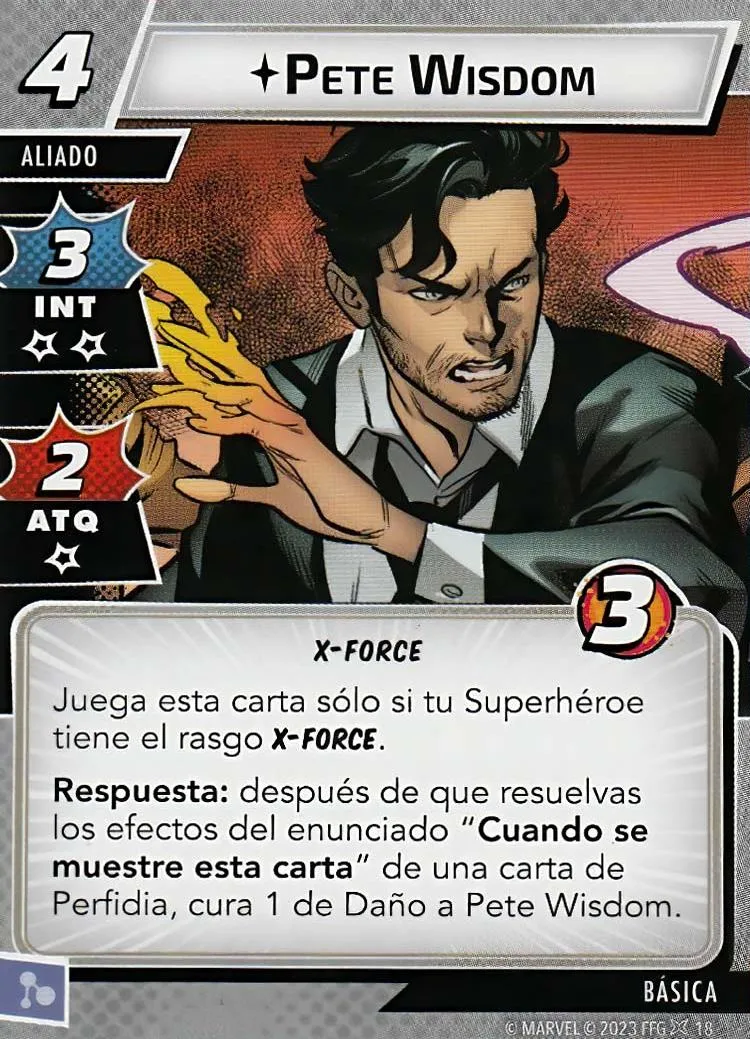 4
Pete Wisdom
ALIADO
3
INT
2
ATQ
3
X-FORCE
Juega esta carta sólo si tu Superhéroe
tiene el rasgo X-FORCE.
Respuesta: después de que resuelvas
los efectos del enunciado "Cuando se
muestre esta carta" de una carta de
Perfidia, cura 1 de Daño a Pete Wisdom.
BÁSICA
© MARVEL © 2023 FFG 18